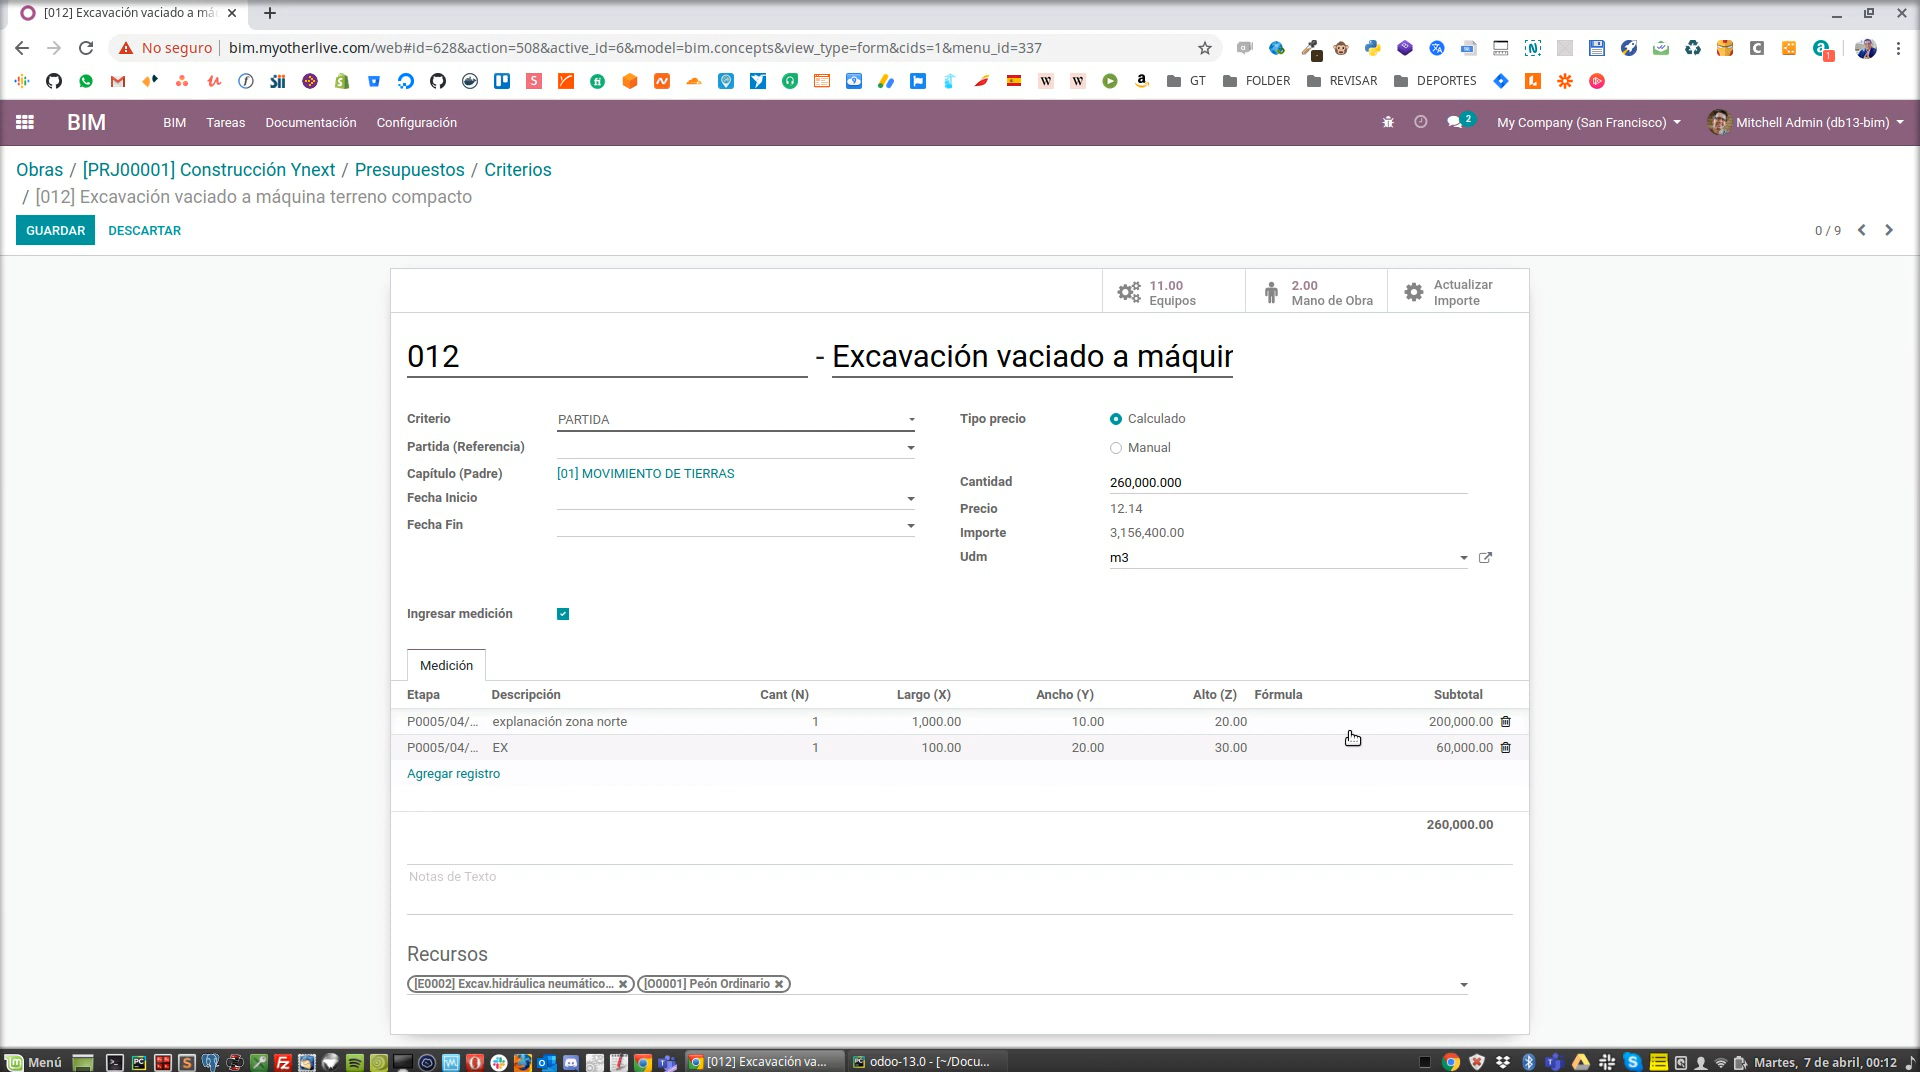 [012] Excavación vaciado a má
No seguro
bim.myotherlive.com/web#id=628&action=508&active_id=6&model=bim.concepts&view_type=form&cids=1&menu_id=337
GT
FOLDER
REVISAR
DEPORTES
BIM
BIM
Tareas
Documentación
Configuración
2
My Company (San Francisco)
Mitchell Admin (db13-bim)
Obras / [PRJ00001] Construcción Ynext / Presupuestos / Criterios
/ [012] Excavación vaciado a máquina terreno compacto
GUARDAR
DESCARTAR
0 / 9
11.00
Equipos
2.00
Mano de Obra
Actualizar
Importe
012 - Excavación vaciado a máquir
Criterio PARTIDA
Partida (Referencia)
Capítulo (Padre) [01] MOVIMIENTO DE TIERRAS
Fecha Inicio
Fecha Fin
Tipo precio Calculado
Manual
Cantidad 260,000.000
Precio 12.14
Importe 3,156,400.00
Udm m3
Ingresar medición
Medición
Etapa Descripción Cant (N) Largo (X) Ancho (Y) Alto (Z) Fórmula Subtotal
P0005/04/... explanación zona norte 1 1,000.00 10.00 20.00 200,000.00
P0005/04/... EX 1 100.00 20.00 30.00 60,000.00
Agregar registro
260,000.00
Notas de Texto
Recursos
[E0002] Excav.hidráulica neumático...
[O0001] Peón Ordinario
Menú
[012] Excavación va...
odoo-13.0 - [~/Docu...
Martes, 7 de abril, 00:12